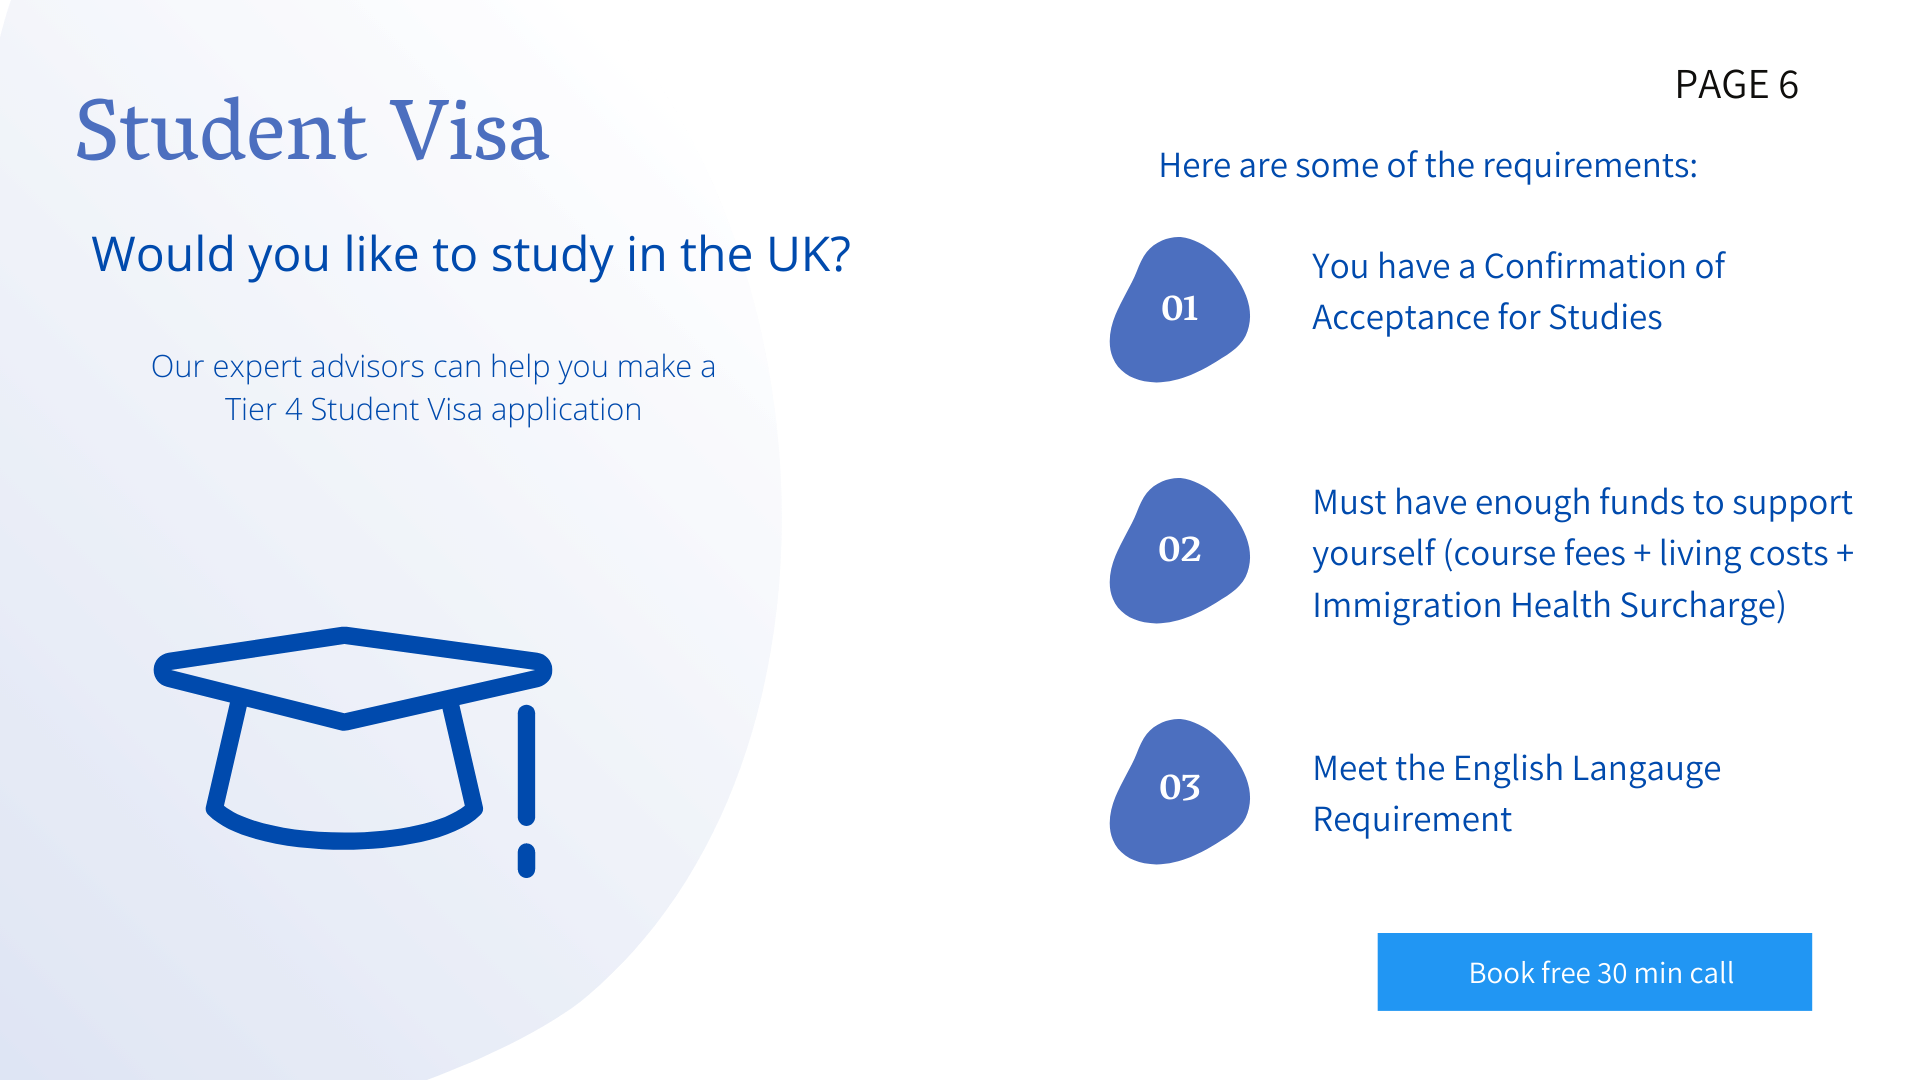 Student Visa
Would you like to study in the UK?
Our expert advisors can help you make a
Tier 4 Student Visa application
PAGE 6
Here are some of the requirements:
01
You have a Confirmation of
Acceptance for Studies
02
Must have enough funds to support
yourself (course fees + living costs +
Immigration Health Surcharge)
03
Meet the English Langauge
Requirement
Book free 30 min call